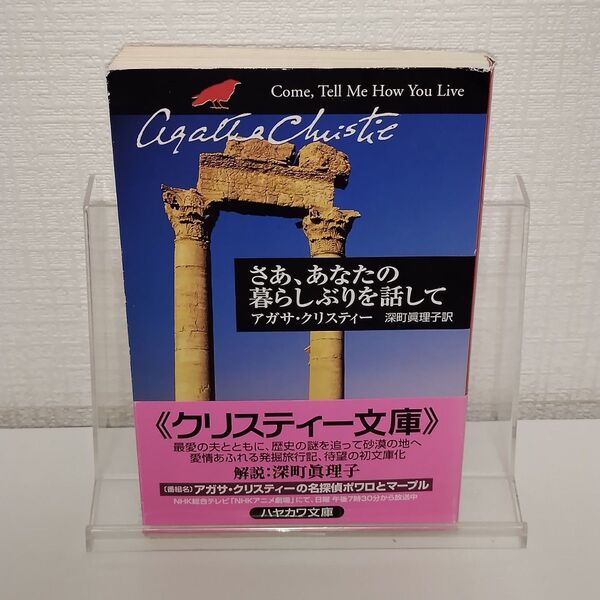 Come, Tell Me How You Live
Agatha Christie
さあ、あなたの
暮らしぶりを話して
アガサ・クリスティー 深町眞理子訳
《クリスティー文庫》
最愛の夫とともに、歴史の謎を追って砂漠の地へ
愛情あふれる発掘旅行記、待望の初文庫化
解説:深町眞理子
〔番組名〕アガサ・クリスティーの名探偵ポワロとマープル
NHK総合テレビ「NHKアニメ劇場」にて、日曜 午後7時30分から放送中
ハヤカワ文庫